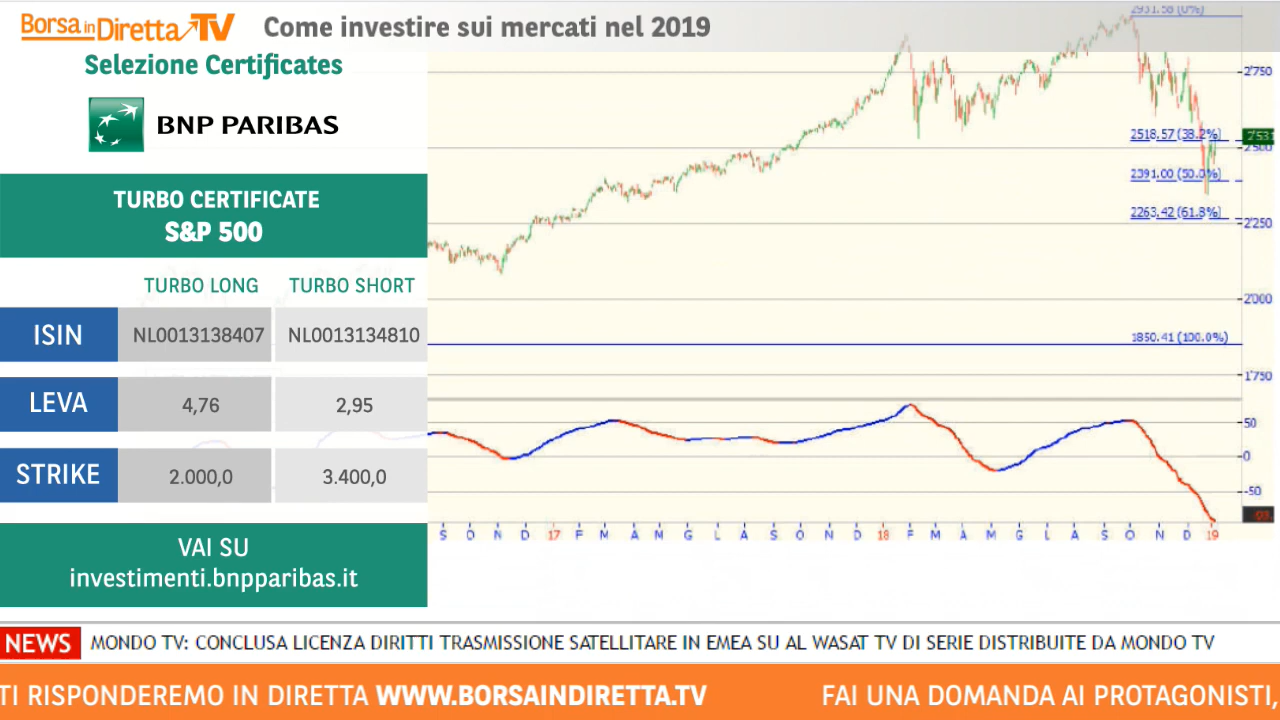 Borsa in Diretta TV
Come investire sui mercati nel 2019
Selezione Certificates
BNP PARIBAS
TURBO CERTIFICATE
S&P 500
TURBO LONG TURBO SHORT
ISIN NL0013138407 NL0013134810
LEVA 4,76 2,95
STRIKE 2.000,0 3.400,0
VAI SU
investimenti.bnpparibas.it
2931.58 (0%)
2750
2518.57 (38.2%)
2500
2391.00 (50.0%)
2263.42 (61.8%)
2250
2000
1850.41 (100.0%)
1750
50
0
-50
S O N D 17 F M A M G L A S O N D 18 F M A M G L A S O N D 19
NEWS MONDO TV: CONCLUSA LICENZA DIRITTI TRASMISSIONE SATELLITARE IN EMEA SU AL WASAT TV DI SERIE DISTRIBUITE DA MONDO TV
TI RISPONDEREMO IN DIRETTA WWW.BORSAINDIRETTA.TV FAI UNA DOMANDA AI PROTAGONISTI,